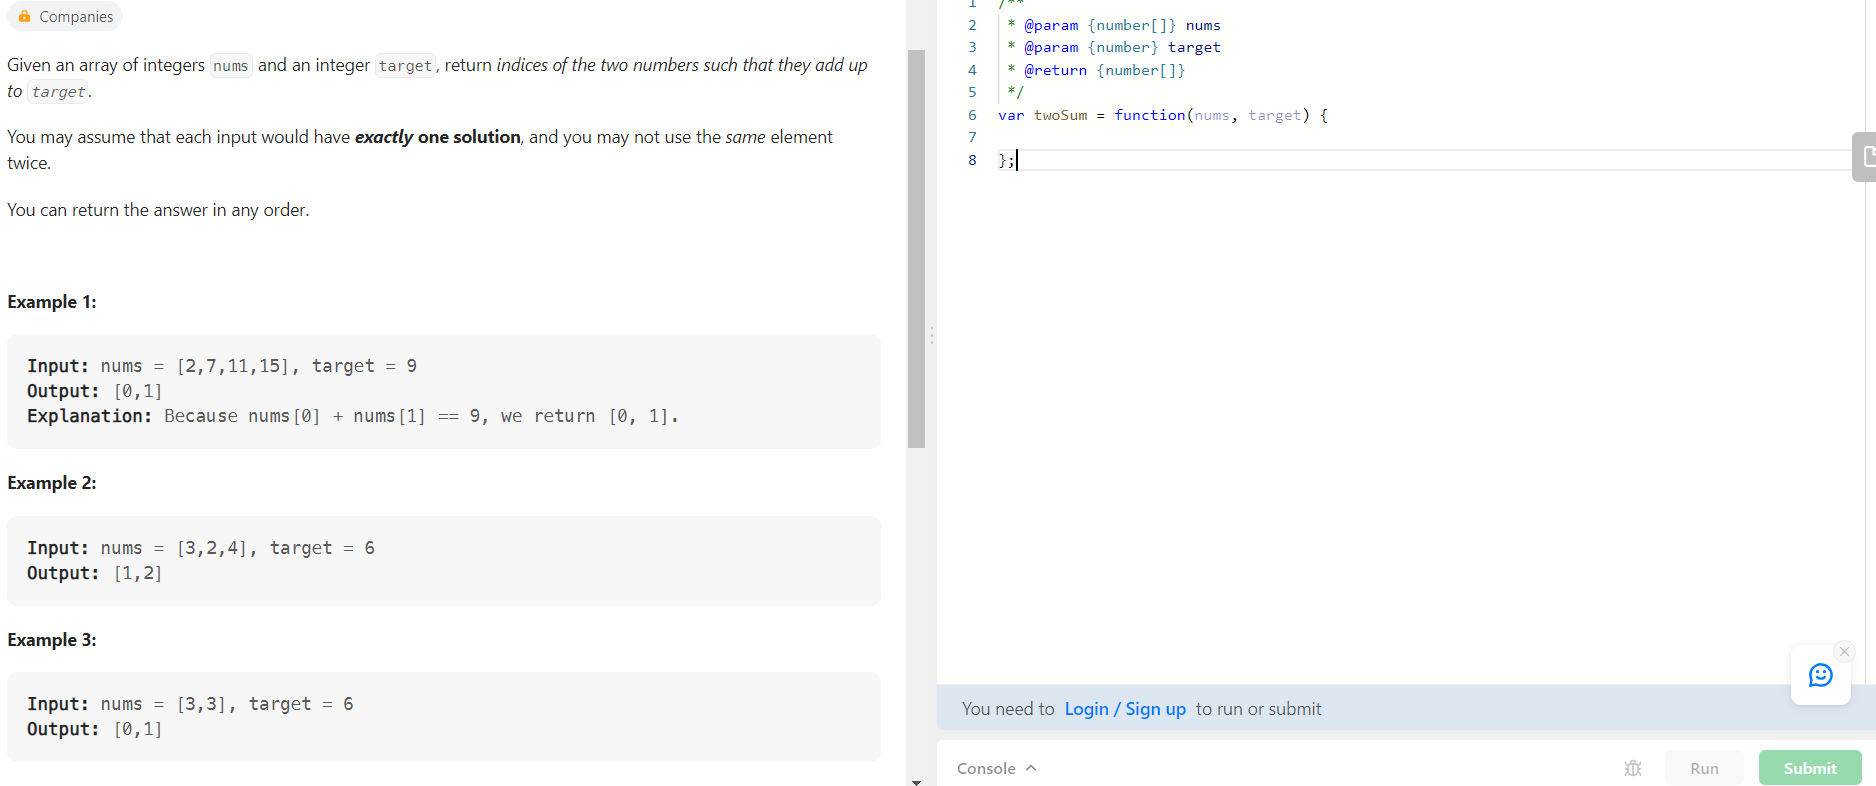 Companies
Given an array of integers nums and an integer target, return indices of the two numbers such that they add up
to target.
You may assume that each input would have exactly one solution, and you may not use the same element
twice.
You can return the answer in any order.
Example 1:
Input: nums = [2,7,11,15], target = 9
Output: [0,1]
Explanation: Because nums[0] + nums[1] == 9, we return [0, 1].
Example 2:
Input: nums = [3,2,4], target = 6
Output: [1,2]
Example 3:
Input: nums = [3,3], target = 6
Output: [0,1]
1 /**
2 * @param {number[]} nums
3 * @param {number} target
4 * @return {number[]}
5 */
6 var twoSum = function(nums, target) {
7
8 };
You need to Login / Sign up to run or submit
Console
Run
Submit